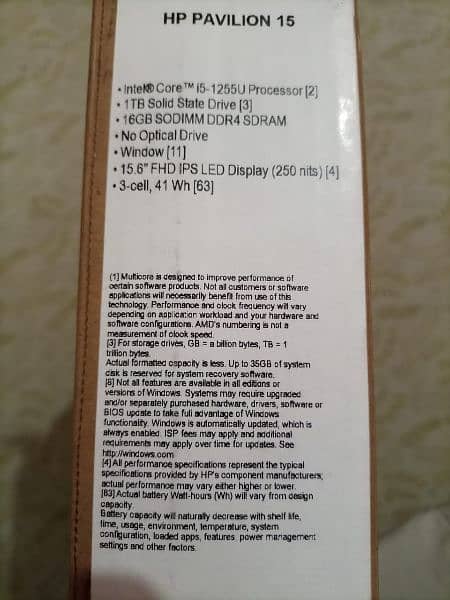 HP PAVILION 15
• Intel® Core™ i5-1255U Processor [2]
• 1TB Solid State Drive [3]
• 16GB SODIMM DDR4 SDRAM
• No Optical Drive
• Window [11]
• 15.6" FHD IPS LED Display (250 nits) [4]
• 3-cell, 41 Wh [63]
(1] Multicore is designed to improve performance of
certain software products. Not all customers or software
applications will necessarily benefit from use of this
technology. Performance and clock frequency will vary
depending on application workload and your hardware and
software configurations. AMD's numbering is not a
measurement of clock speed.
[3] For storage drives, GB = a billion bytes, TB = 1
trillion bytes.
Actual formatted capacity is less. Up to 35GB of system
disk is reserved for system recovery software.
[6] Not all features are available in all editions or
versions of Windows. Systems may require upgraded
and/or separately purchased hardware, drivers, software or
BIOS update to take full advantage of Windows
functionality. Windows is automatically updated, which is
always enabled. ISP fees may apply and additional
requirements may apply over time for updates. See
http://windows.com
[4] All performance specifications represent the typical
specifications provided by HP's component manufacturers;
actual performance may vary either higher or lower.
[63] Actual battery Watt-hours (Wh) will vary from design
capacity.
Battery capacity will naturally decrease with shelf life,
time, usage, environment, temperature, system
configuration, loaded apps, features, power management
settings and other factors.